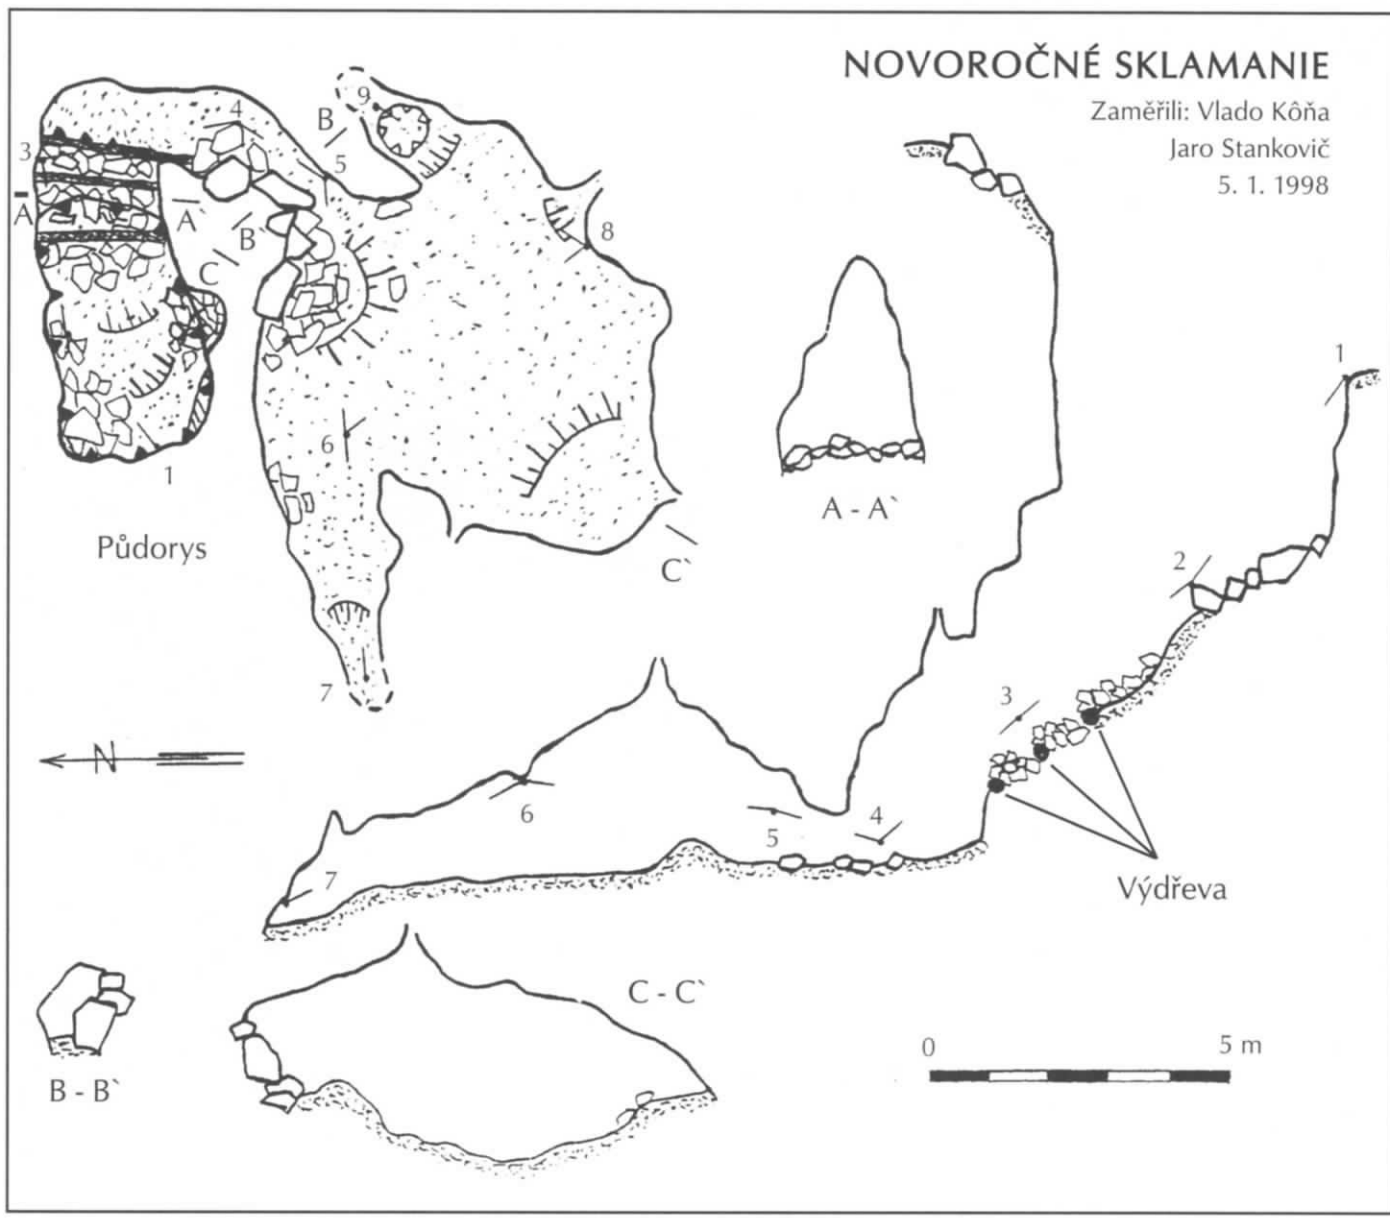 NOVOROČNÉ SKLAMANIE
Zaměřili: Vlado Kôňa
Jaro Stankovič
5. 1. 1998
9
B
4
5
3
A
A`
B`
C
8
6
1
C`
7
Půdorys
N
A - A`
1
2
3
4
5
6
7
Výdřeva
B - B`
C - C`
0 5 m